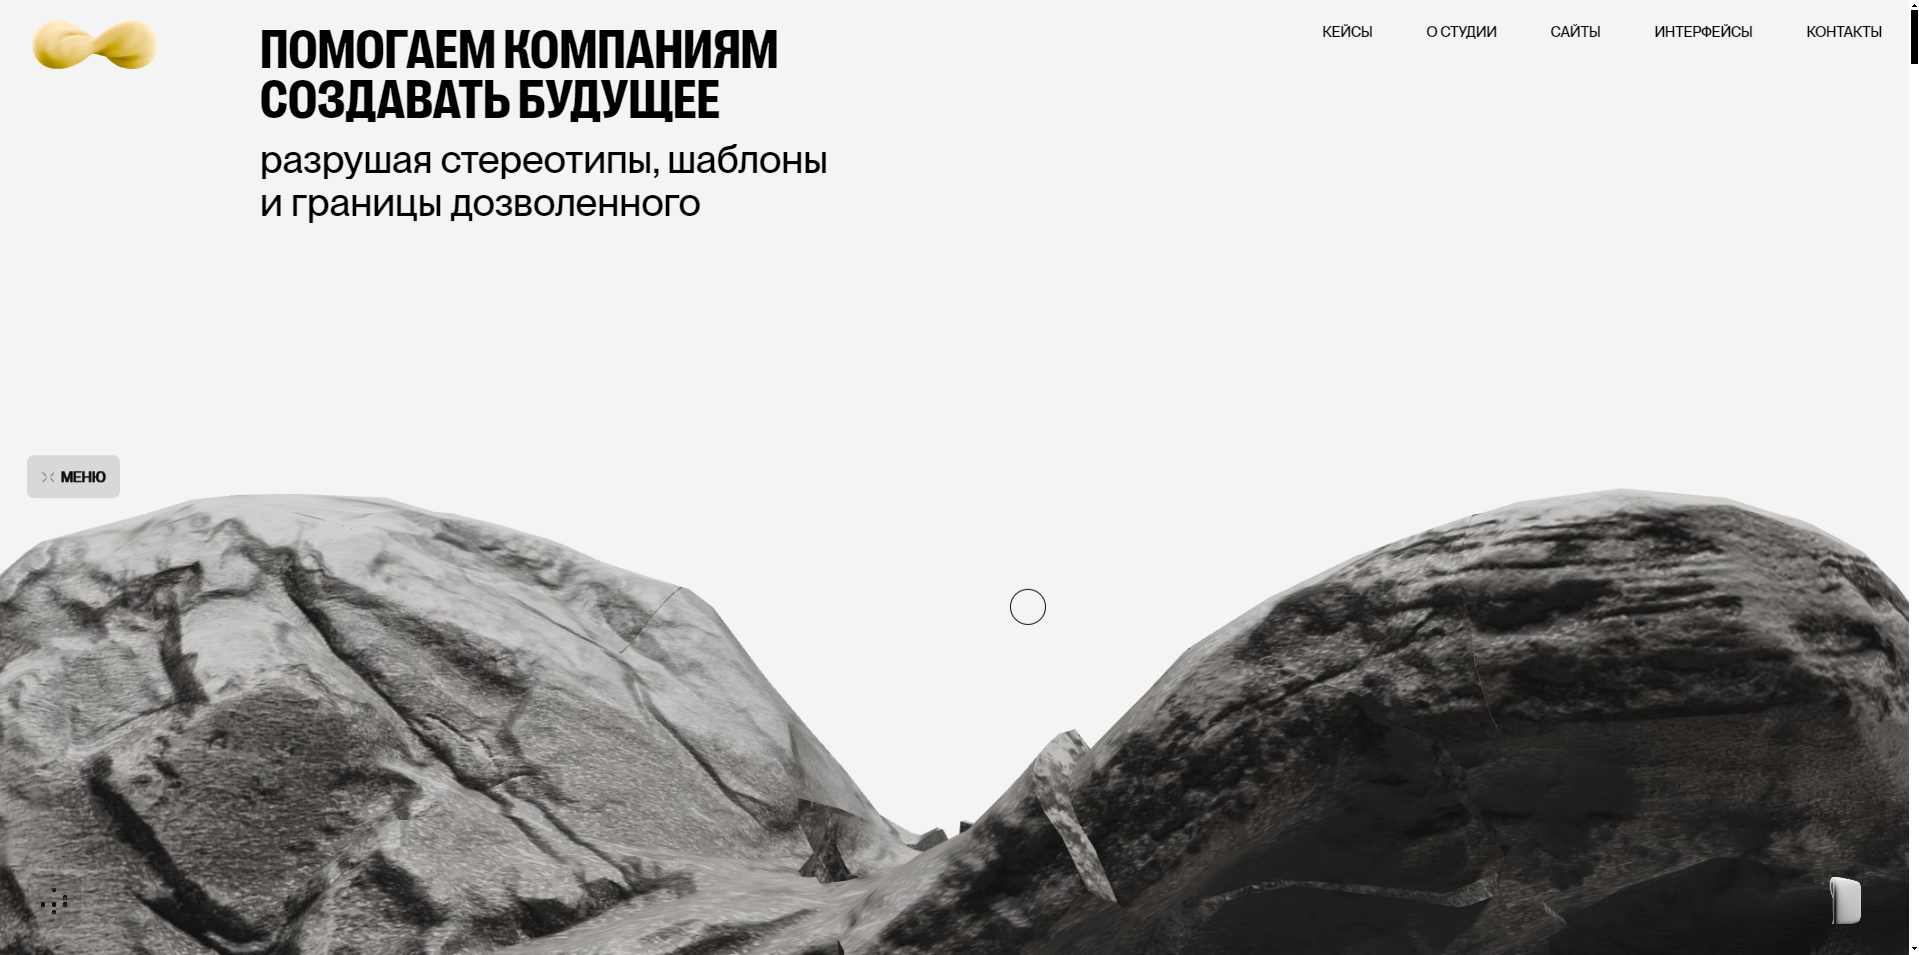 ПОМОГАЕМ КОМПАНИЯМ
СОЗДАВАТЬ БУДУЩЕЕ
разрушая стереотипы, шаблоны
и границы дозволенного
КЕЙСЫ
О СТУДИИ
САЙТЫ
ИНТЕРФЕЙСЫ
КОНТАКТЫ
МЕНЮ